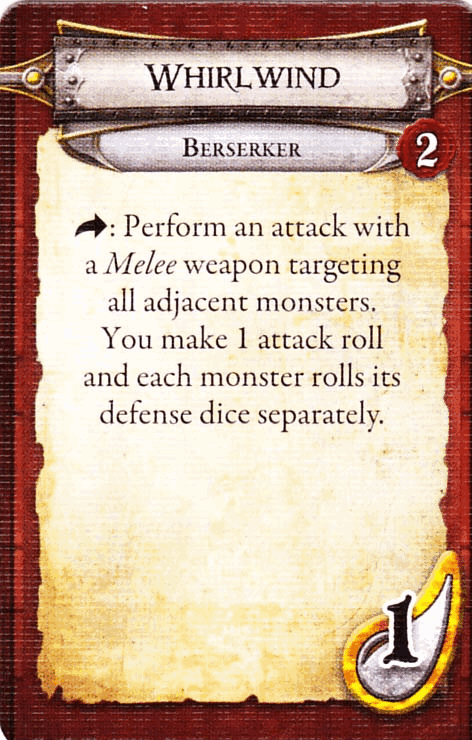 WHIRLWIND
BERSERKER
2
: Perform an attack with
a Melee weapon targeting
all adjacent monsters.
You make 1 attack roll
and each monster rolls its
defense dice separately.
1